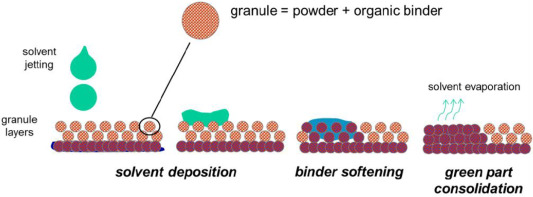 granule = powder + organic binder
solvent
jetting
solvent evaporation
granule
layers
solvent deposition
binder softening
green part
consolidation